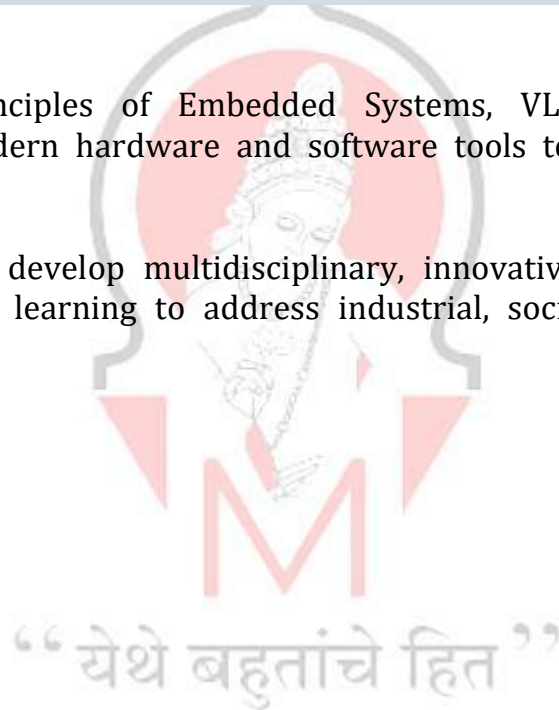 nciples of Embedded Systems, VL
dern hardware and software tools t
develop multidisciplinary, innovativ
learning to address industrial, soci
M
“येथे बहुतांचे हित”